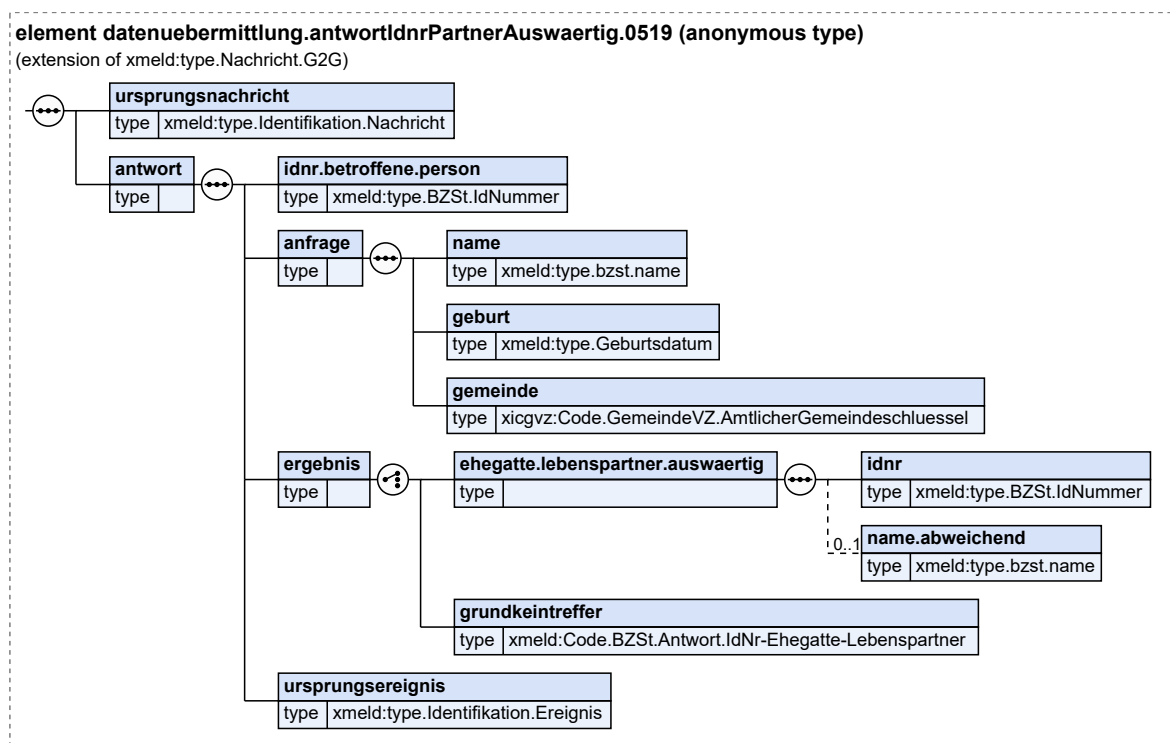 element datenuebermittlung.antwortIdnrPartnerAuswaertig.0519 (anonymous type)
(extension of xmeld:type.Nachricht.G2G)
ursprungsnachricht
type xmeld:type.Identifikation.Nachricht
antwort
type
idnr.betroffene.person
type xmeld:type.BZSt.IdNummer
anfrage
type
name
type xmeld:type.bzst.name
geburt
type xmeld:type.Geburtsdatum
gemeinde
type xicgvz:Code.GemeindeVZ.AmtlicherGemeindeschluessel
ergebnis
type
ehegatte.lebenspartner.auswaertig
type
idnr
type xmeld:type.BZSt.IdNummer
0..1
name.abweichend
type xmeld:type.bzst.name
grundkeintreffer
type xmeld:Code.BZSt.Antwort.IdNr-Ehegatte-Lebenspartner
ursprungsereignis
type xmeld:type.Identifikation.Ereignis